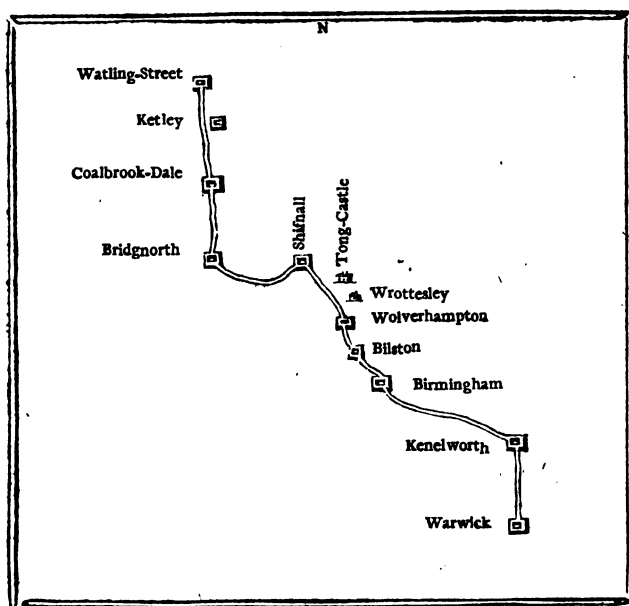 N
Watling-Street
Ketley
Coalbrook-Dale
Shifnall
Tong-Castle
Bridgnorth
Wrottesley
Wolverhampton
Bilston
Birmingham
Kenelworth
Warwick